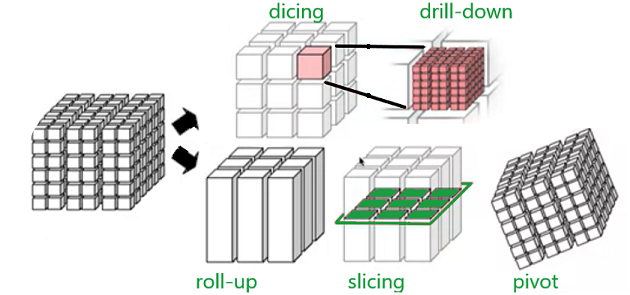 dicing
drill-down
roll-up
slicing
pivot